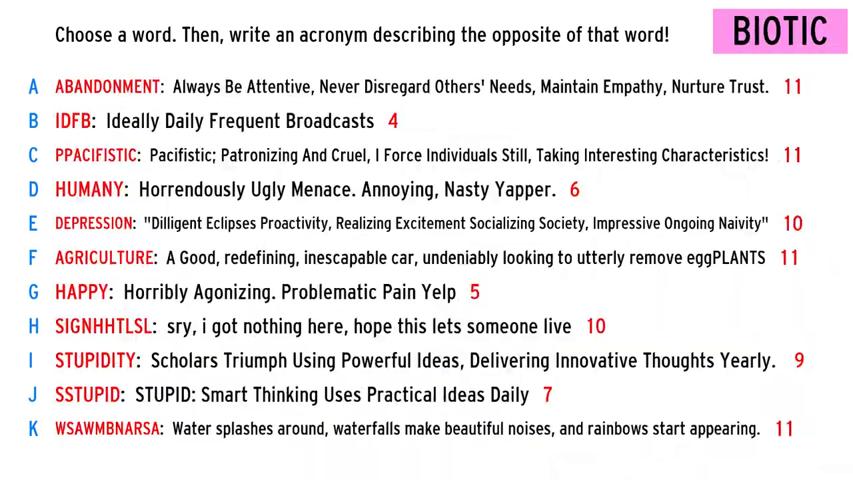 Choose a word. Then, write an acronym describing the opposite of that word!
BIOTIC
A ABANDONMENT: Always Be Attentive, Never Disregard Others' Needs, Maintain Empathy, Nurture Trust. 11
B IDFB: Ideally Daily Frequent Broadcasts 4
C PPACIFISTIC: Pacifistic; Patronizing And Cruel, I Force Individuals Still, Taking Interesting Characteristics! 11
D HUMANY: Horrendously Ugly Menace. Annoying, Nasty Yapper. 6
E DEPRESSION: "Dilligent Eclipses Proactivity, Realizing Excitement Socializing Society, Impressive Ongoing Naivity" 10
F AGRICULTURE: A Good, redefining, inescapable car, undeniably looking to utterly remove eggPLANTS 11
G HAPPY: Horribly Agonizing. Problematic Pain Yelp 5
H SIGNHHTLSL: sry, i got nothing here, hope this lets someone live 10
I STUPIDITY: Scholars Triumph Using Powerful Ideas, Delivering Innovative Thoughts Yearly. 9
J SSTUPID: STUPID: Smart Thinking Uses Practical Ideas Daily 7
K WSAWMBNARSA: Water splashes around, waterfalls make beautiful noises, and rainbows start appearing. 11